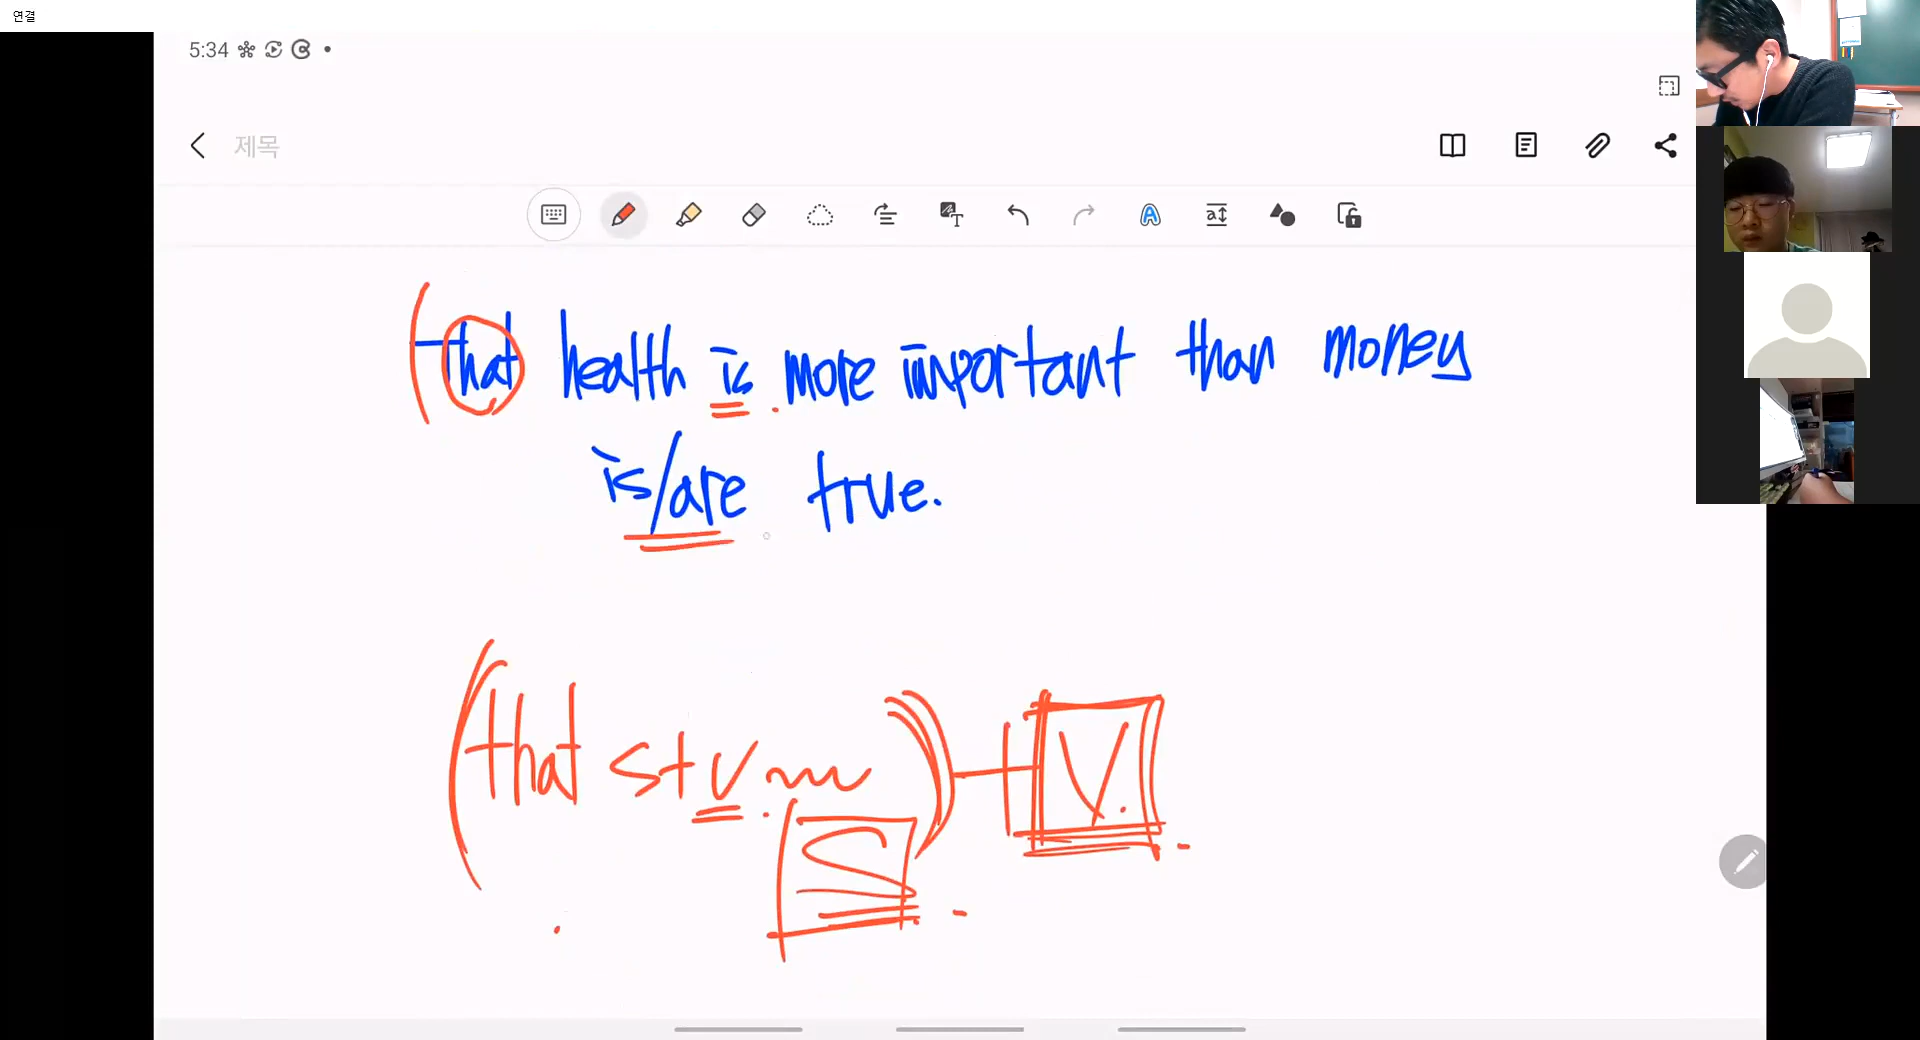 연결
5:34
제목
that health is more important than money
is/are true.
that S+V
V.
S